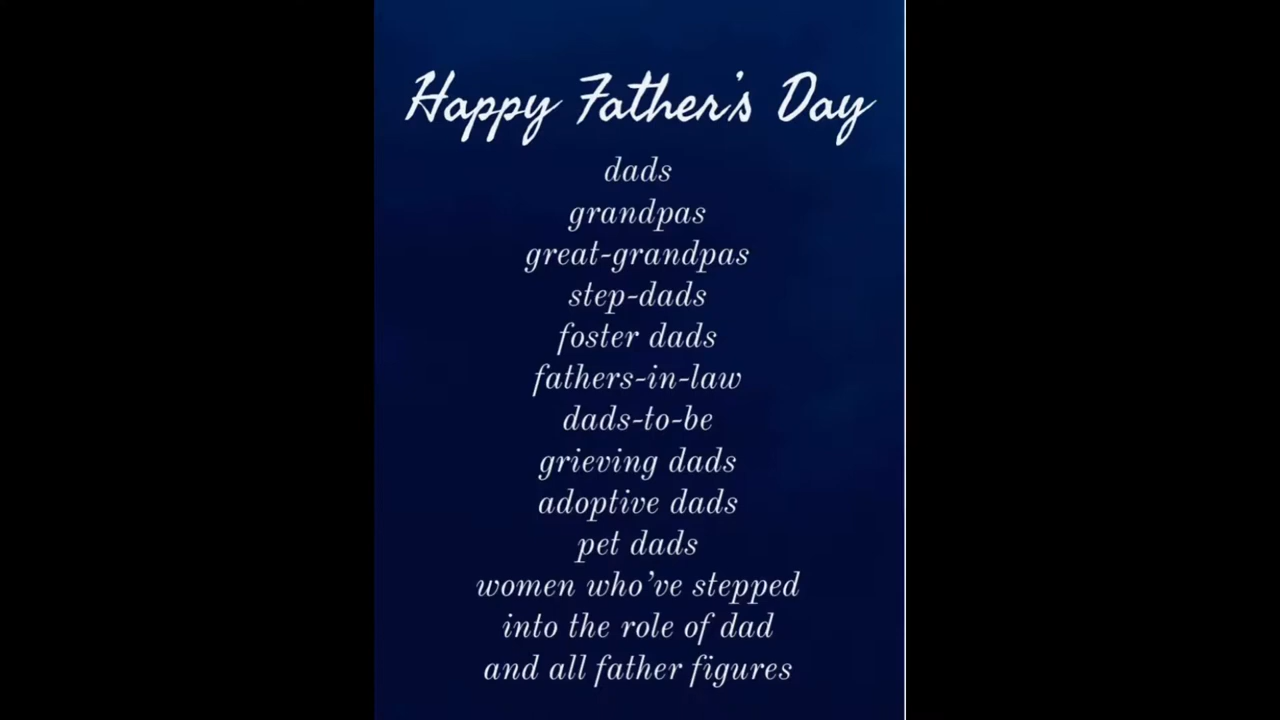 Happy Father's Day
dads
grandpas
great-grandpas
step-dads
foster dads
fathers-in-law
dads-to-be
grieving dads
adoptive dads
pet dads
women who've stepped
into the role of dad
and all father figures